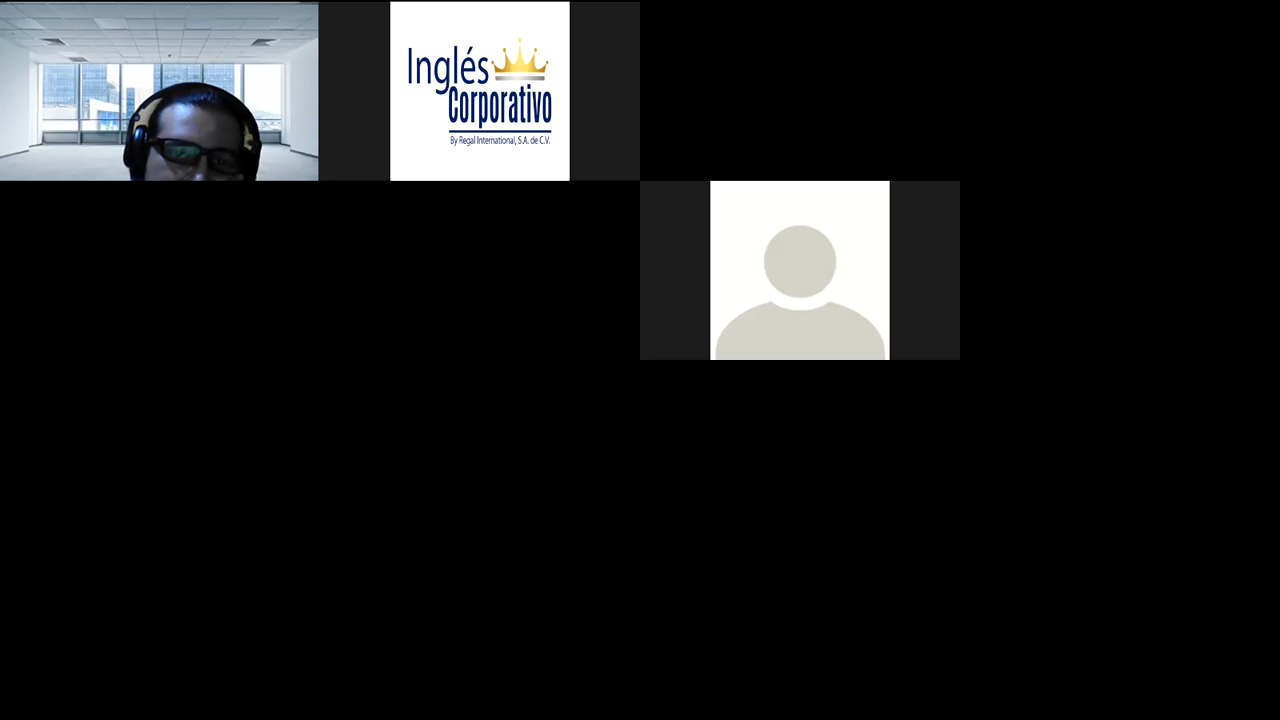 Inglés
Corporativo
By Regal International, S.A. de C.V.